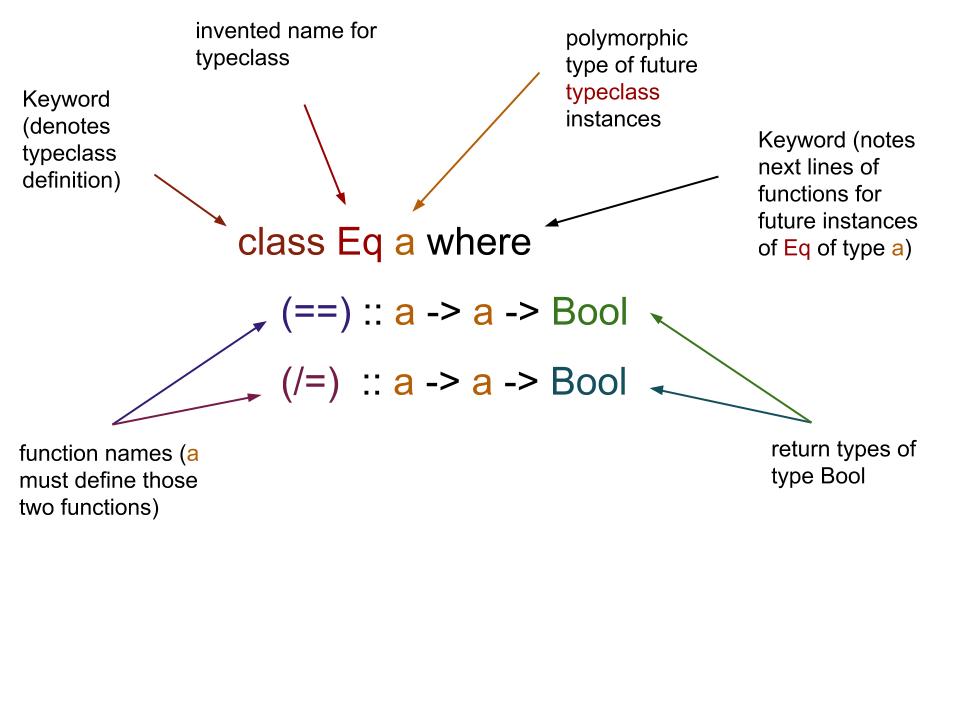 invented name for
typeclass
polymorphic
type of future
typeclass
instances
Keyword
(denotes
typeclass
definition)
Keyword (notes
next lines of
functions for
future instances
of Eq of type a)
class Eq a where
(==) :: a -> a -> Bool
(/=) :: a -> a -> Bool
function names (a
must define those
two functions)
return types of
type Bool